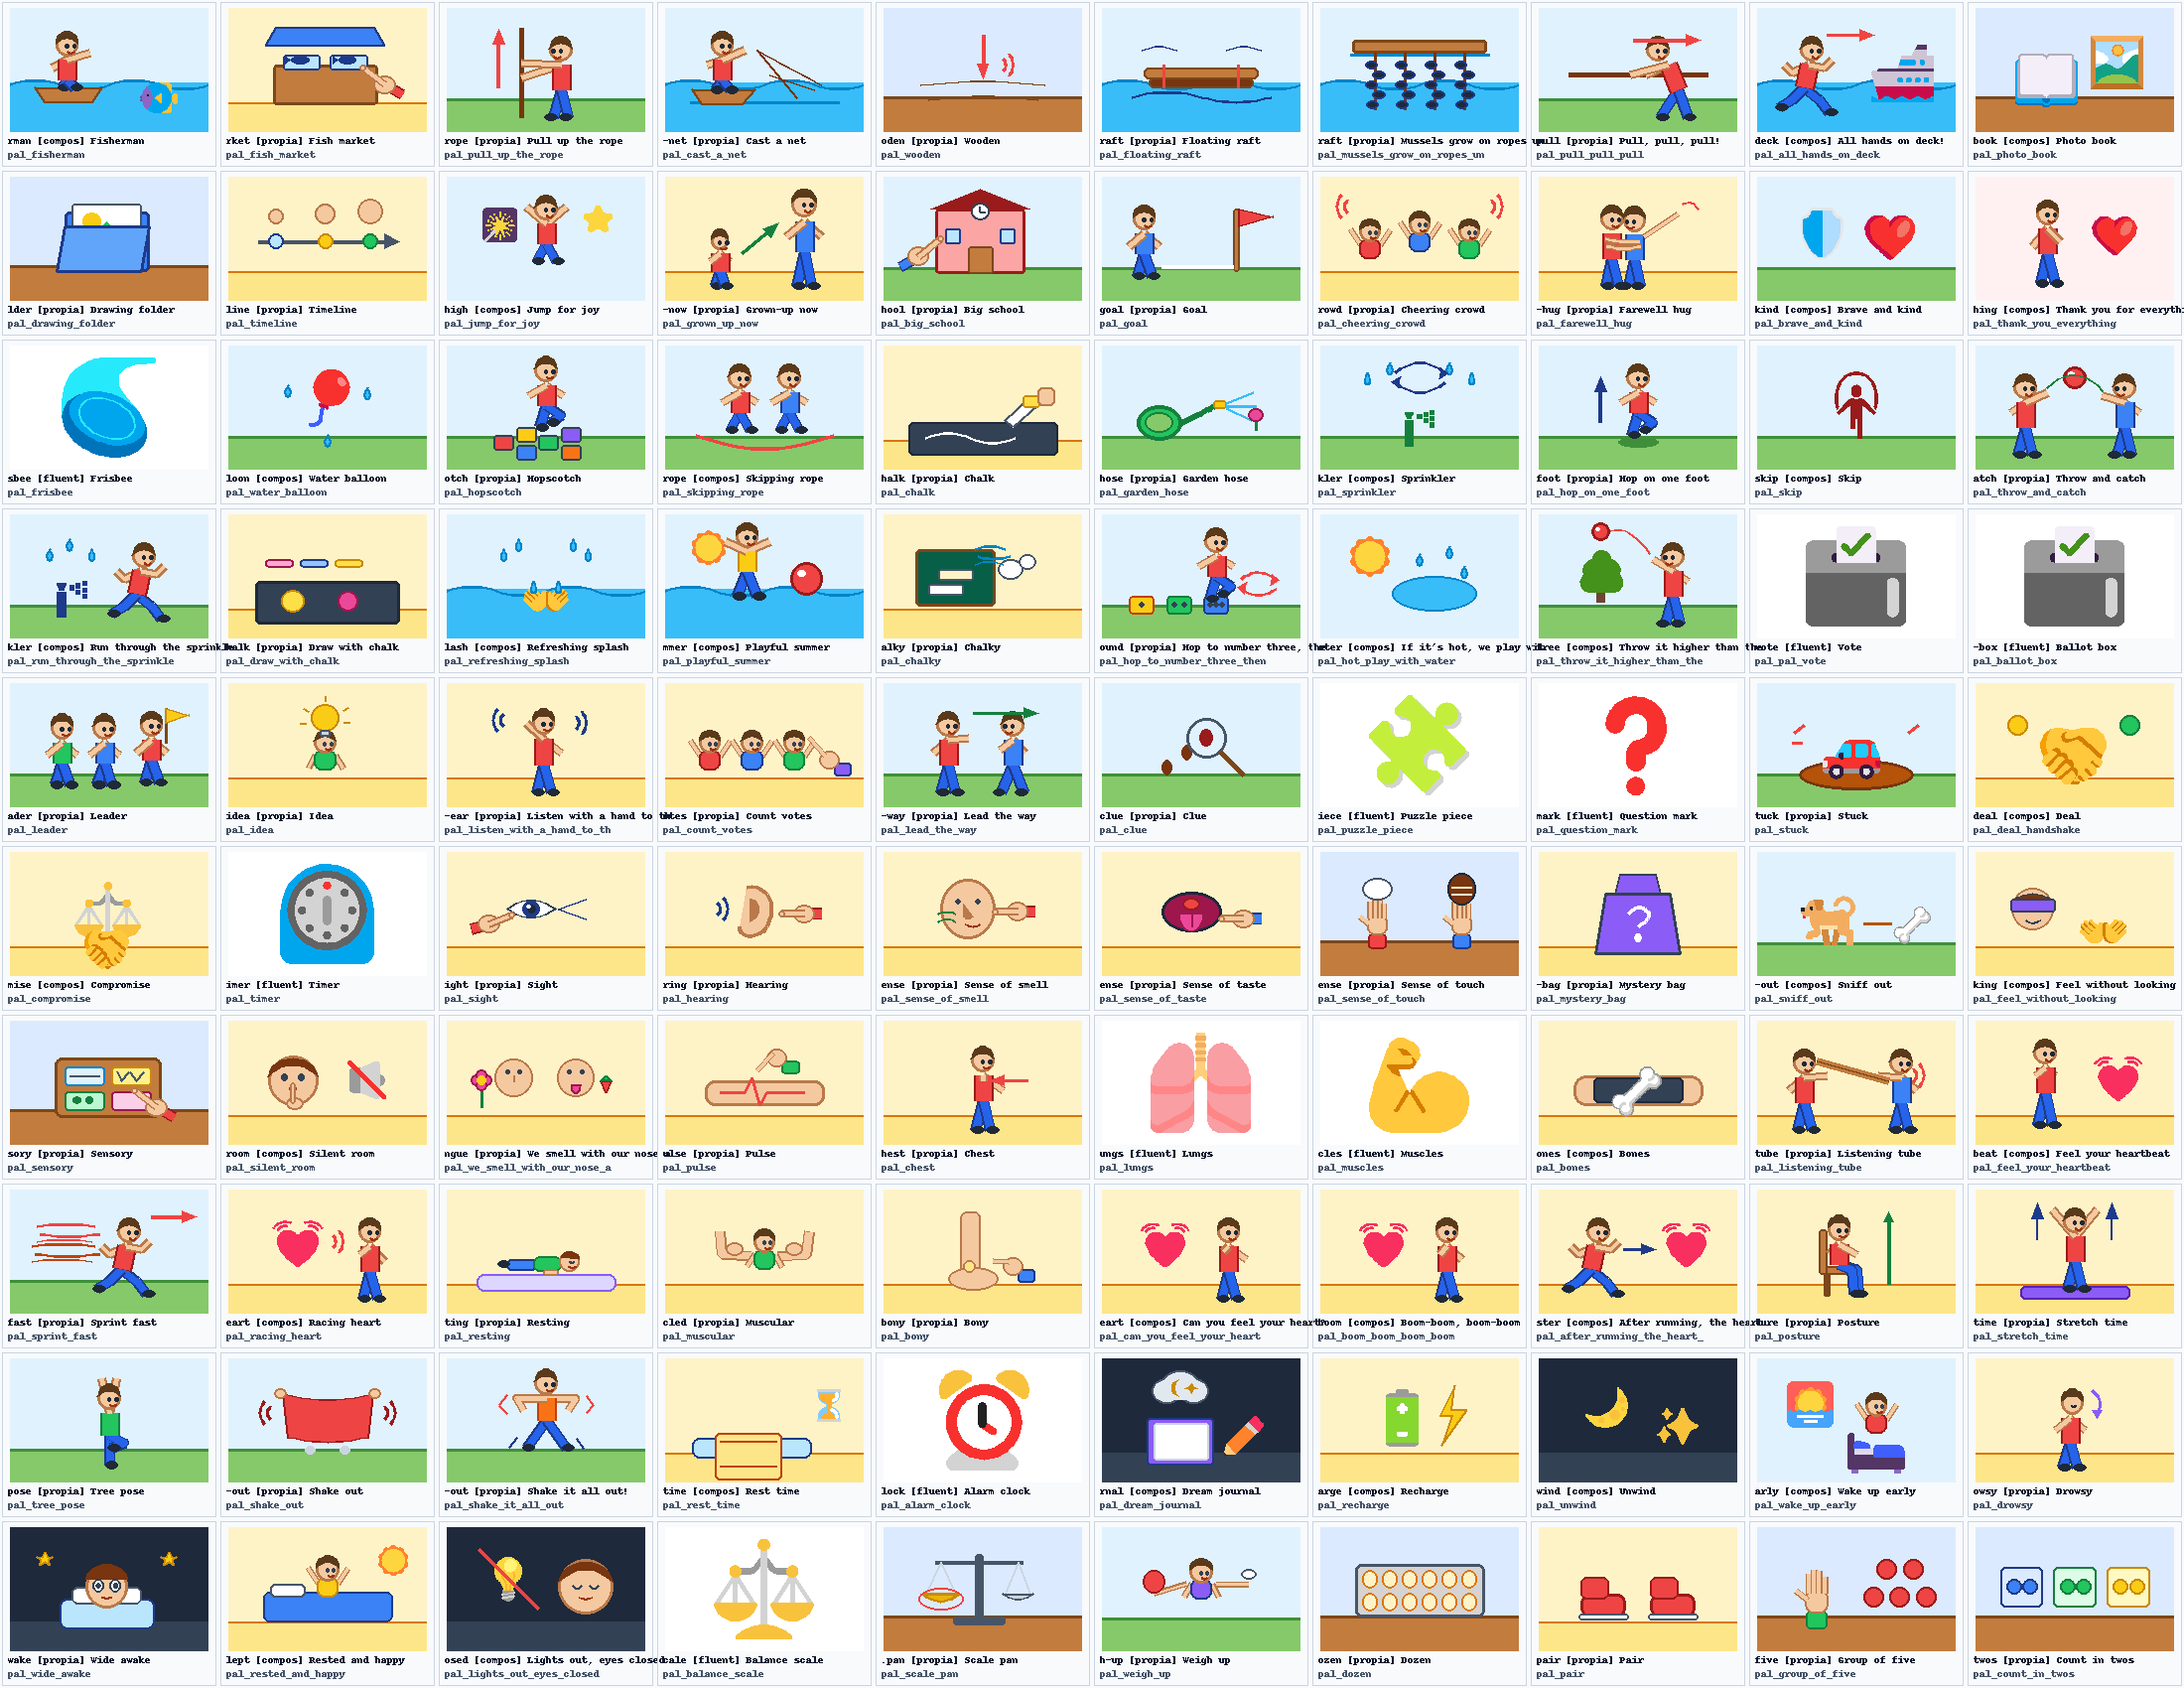 rman [compos] Fisherman
pal_fisherman
rket [propia] Fish market
pal_fish_market
rope [propia] Pull up the rope
pal_pull_up_the_rope
-net [propia] Cast a net
pal_cast_a_net
oden [propia] Wooden
pal_wooden
raft [propia] Floating raft
pal_floating_raft
raft [propia] Mussels grow on ropes u
pal_mussels_grow_on_ropes_un
pull [propia] Pull, pull, pull!
pal_pull_pull_pull
deck [compos] All hands on deck!
pal_all_hands_on_deck
book [compos] Photo book
pal_photo_book
lder [propia] Drawing folder
pal_drawing_folder
line [propia] Timeline
pal_timeline
high [compos] Jump for joy
pal_jump_for_joy
-now [propia] Grown-up now
pal_grown_up_now
hool [propia] Big school
pal_big_school
goal [propia] Goal
pal_goal
rowd [propia] Cheering crowd
pal_cheering_crowd
-hug [propia] Farewell hug
pal_farewell_hug
kind [compos] Brave and kind
pal_brave_and_kind
hing [compos] Thank you for everythi
pal_thank_you_everything
sbee [fluent] Frisbee
pal_frisbee
loon [compos] Water balloon
pal_water_balloon
otch [propia] Hopscotch
pal_hopscotch
rope [compos] Skipping rope
pal_skipping_rope
halk [propia] Chalk
pal_chalk
hose [propia] Garden hose
pal_garden_hose
kler [compos] Sprinkler
pal_sprinkler
foot [propia] Hop on one foot
pal_hop_on_one_foot
skip [compos] Skip
pal_skip
atch [propia] Throw and catch
pal_throw_and_catch
kler [compos] Run through the sprinkl
pal_run_through_the_sprinkle
halk [propia] Draw with chalk
pal_draw_with_chalk
lash [compos] Refreshing splash
pal_refreshing_splash
mmer [compos] Playful summer
pal_playful_summer
alky [propia] Chalky
pal_chalky
ound [propia] Hop to number three, th
pal_hop_to_number_three_then
ter [compos] If it's hot, we play wi
pal_hot_play_with_water
tree [compos] Throw it higher than the
pal_throw_it_higher_than_the
vote [fluent] Vote
pal_pal_vote
-box [fluent] Ballot box
pal_ballot_box
ader [propia] Leader
pal_leader
idea [propia] Idea
pal_idea
-ear [propia] Listen with a hand to th
pal_listen_with_a_hand_to_th
otes [propia] Count votes
pal_count_votes
-way [propia] Lead the way
pal_lead_the_way
clue [propia] Clue
pal_clue
iece [fluent] Puzzle piece
pal_puzzle_piece
mark [fluent] Question mark
pal_question_mark
tuck [propia] Stuck
pal_stuck
deal [compos] Deal
pal_deal_handshake
mise [compos] Compromise
pal_compromise
imer [fluent] Timer
pal_timer
ight [propia] Sight
pal_sight
ring [propia] Hearing
pal_hearing
ense [propia] Sense of smell
pal_sense_of_smell
ense [propia] Sense of taste
pal_sense_of_taste
ense [propia] Sense of touch
pal_sense_of_touch
?
-bag [propia] Mystery bag
pal_mystery_bag
-out [compos] Sniff out
pal_sniff_out
king [compos] Feel without looking
pal_feel_without_looking
sory [propia] Sensory
pal_sensory
room [compos] Silent room
pal_silent_room
ngue [propia] We smell with our nose a
pal_we_smell_with_our_nose_a
ulse [propia] Pulse
pal_pulse
hest [propia] Chest
pal_chest
ungs [fluent] Lungs
pal_lungs
cles [fluent] Muscles
pal_muscles
ones [compos] Bones
pal_bones
tube [propia] Listening tube
pal_listening_tube
beat [compos] Feel your heartbeat
pal_feel_your_heartbeat
fast [propia] Sprint fast
pal_sprint_fast
eart [compos] Racing heart
pal_racing_heart
ting [propia] Resting
pal_resting
cled [propia] Muscular
pal_muscular
bony [propia] Bony
pal_bony
eart [compos] Can you feel your heart
pal_can_you_feel_your_heart
boom [compos] Boom-boom, boom-boom
pal_boom_boom_boom_boom
ster [compos] After running, the heart
pal_after_running_the_heart_
ture [propia] Posture
pal_posture
time [propia] Stretch time
pal_stretch_time
pose [propia] Tree pose
pal_tree_pose
-out [propia] Shake out
pal_shake_out
-out [propia] Shake it all out!
pal_shake_it_all_out
time [compos] Rest time
pal_rest_time
lock [fluent] Alarm clock
pal_alarm_clock
rnal [compos] Dream journal
pal_dream_journal
arge [compos] Recharge
pal_recharge
wind [compos] Unwind
pal_unwind
arly [compos] Wake up early
pal_wake_up_early
owsy [propia] Drowsy
pal_drowsy
wake [propia] Wide awake
pal_wide_awake
lept [compos] Rested and happy
pal_rested_and_happy
osed [compos] Lights out, eyes closed
pal_lights_out_eyes_closed
cale [fluent] Balance scale
pal_balance_scale
.pan [propia] Scale pan
pal_scale_pan
h-up [propia] Weigh up
pal_weigh_up
ozen [propia] Dozen
pal_dozen
pair [propia] Pair
pal_pair
five [propia] Group of five
pal_group_of_five
twos [propia] Count in twos
pal_count_in_twos